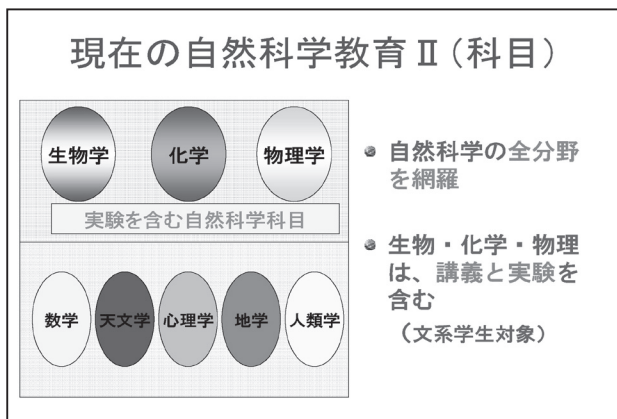 現在の自然科学教育Ⅱ(科目)
生物学
化学
物理学
実験を含む自然科学科目
数学
天文学
心理学
地学
人類学
自然科学の全分野
を網羅
生物・化学・物理
は、講義と実験を
含む
(文系学生対象)